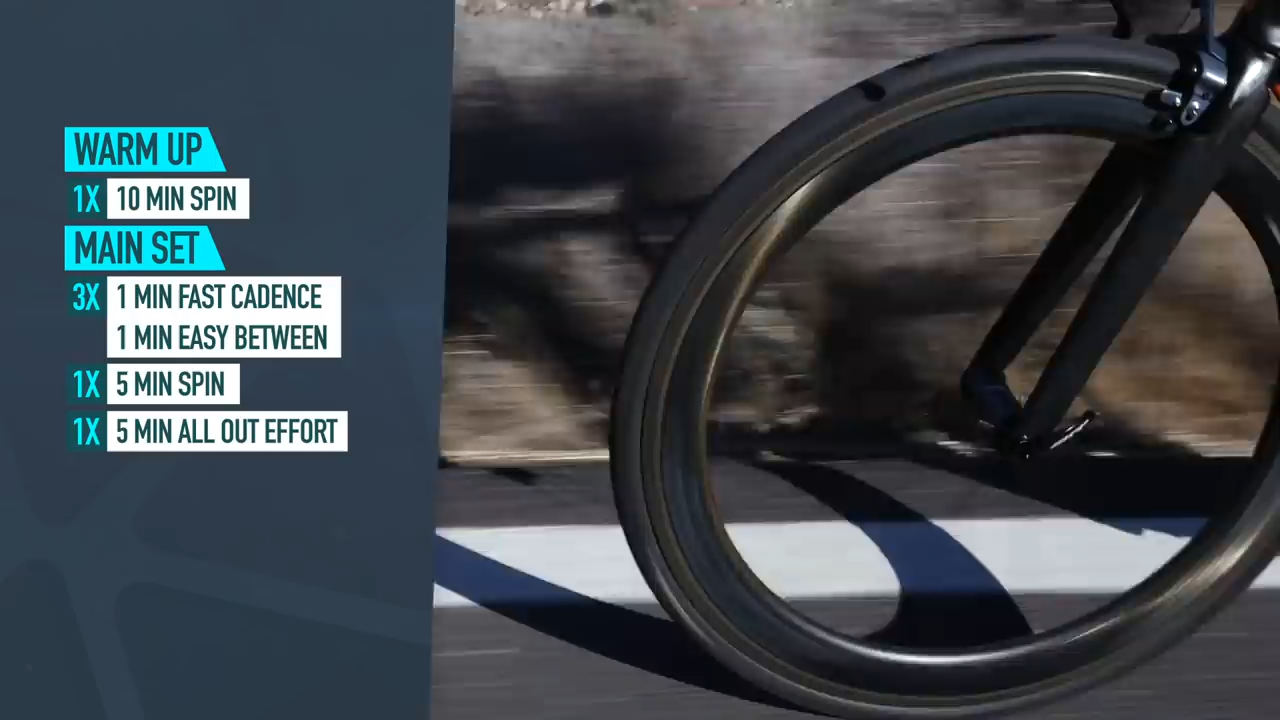 WARM UP
1X 10 MIN SPIN
MAIN SET
3X 1 MIN FAST CADENCE
1 MIN EASY BETWEEN
1X 5 MIN SPIN
1X 5 MIN ALL OUT EFFORT